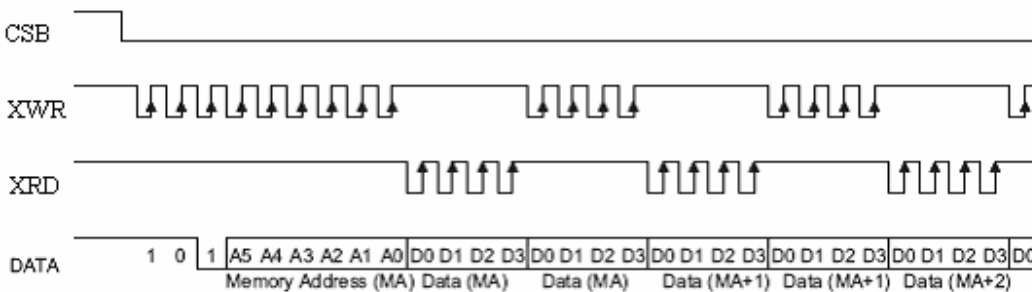 CSB
XWR
XRD
DATA 1 0 1 A5 A4 A3 A2 A1 A0 D0 D1 D2 D3 D0 D1 D2 D3 D0 D1 D2 D3 D0 D1 D2 D3 D0 D1 D2 D3 D0
Memory Address (MA) Data (MA) Data (MA) Data (MA+1) Data (MA+1) Data (MA+2)